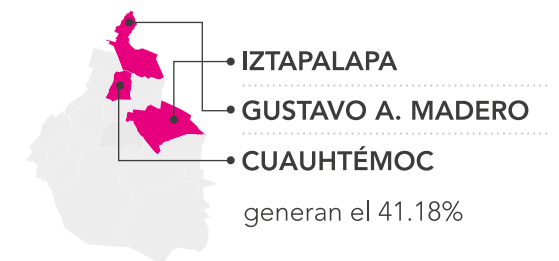 IZTAPALAPA
GUSTAVO A. MADERO
CUAUHTÉMOC
generan el 41.18%